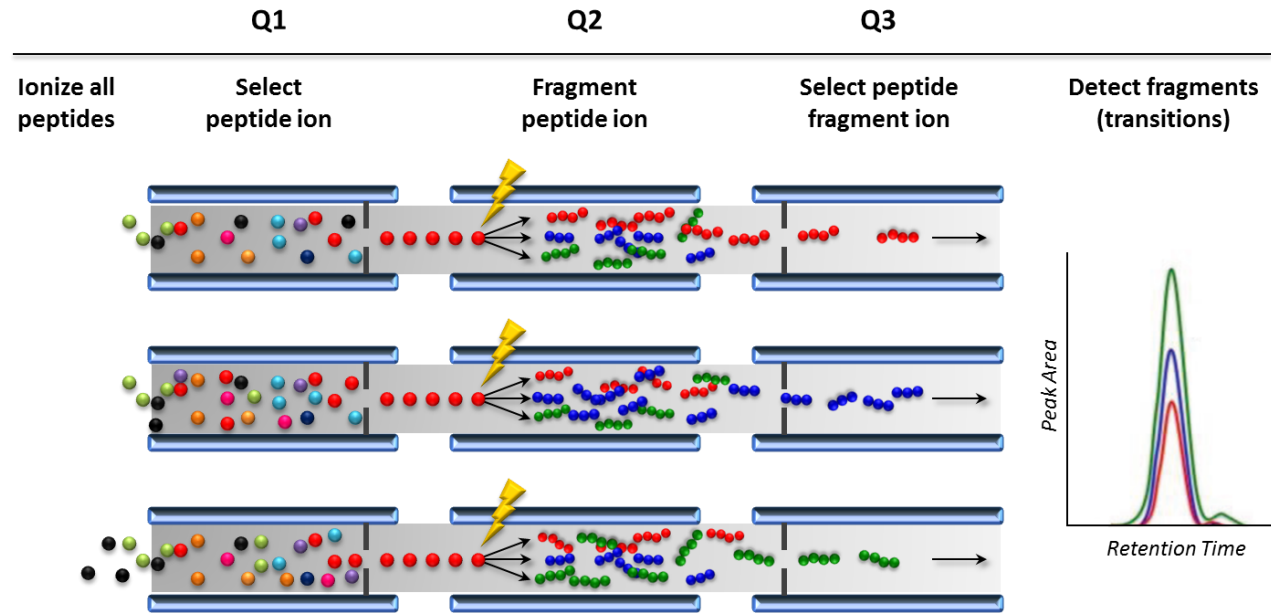 Q1
Q2
Q3
Ionize all
peptides
Select
peptide ion
Fragment
peptide ion
Select peptide
fragment ion
Detect fragments
(transitions)
Peak Area
Retention Time